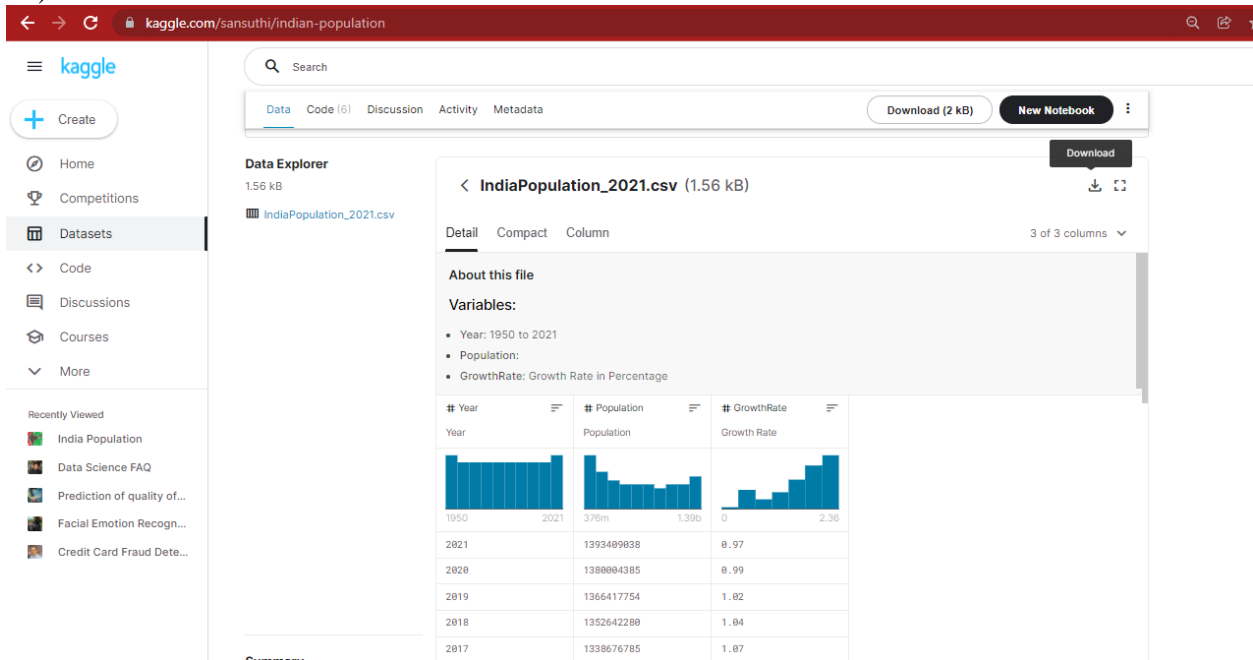 kaggle.com/sansuthi/indian-population
kaggle
Search
Create
Home
Competitions
Datasets
Code
Discussions
Courses
More
Recently Viewed
India Population
Data Science FAQ
Prediction of quality of...
Facial Emotion Recogn...
Credit Card Fraud Dete...
Data Code (6) Discussion Activity Metadata
Download (2 kB) New Notebook
Download
Data Explorer
1.56 kB
IndiaPopulation_2021.csv
< IndiaPopulation_2021.csv (1.56 kB)
Detail Compact Column
3 of 3 columns
About this file
Variables:
• Year: 1950 to 2021
• Population:
• GrowthRate: Growth Rate in Percentage
# Year # Population # GrowthRate
Year Population Growth Rate
1950 2021 376m 1.39b 0 2.36
2021 1393409038 0.97
2020 1380004385 0.99
2019 1366417754 1.02
2018 1352642280 1.04
2017 1338676785 1.07